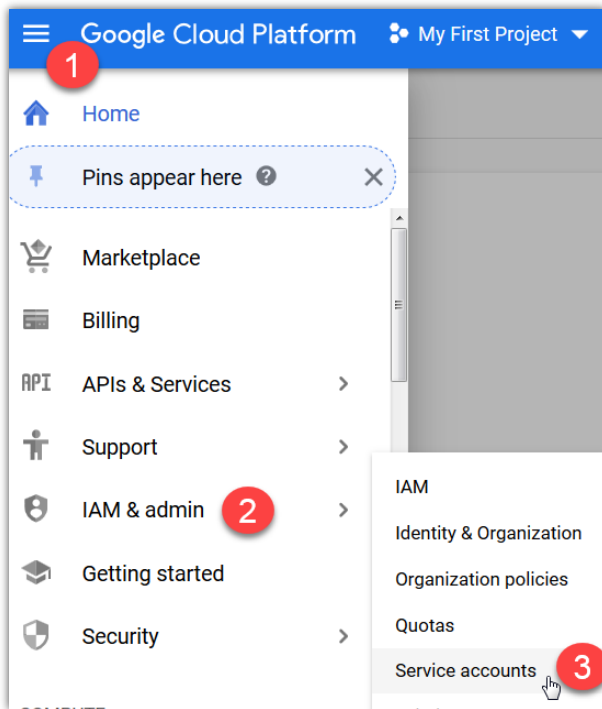 Google Cloud Platform My First Project
1
Home
Pins appear here ?
Marketplace
Billing
API APIs & Services
Support
IAM & admin 2
Getting started
Security
IAM
Identity & Organization
Organization policies
Quotas
Service accounts 3